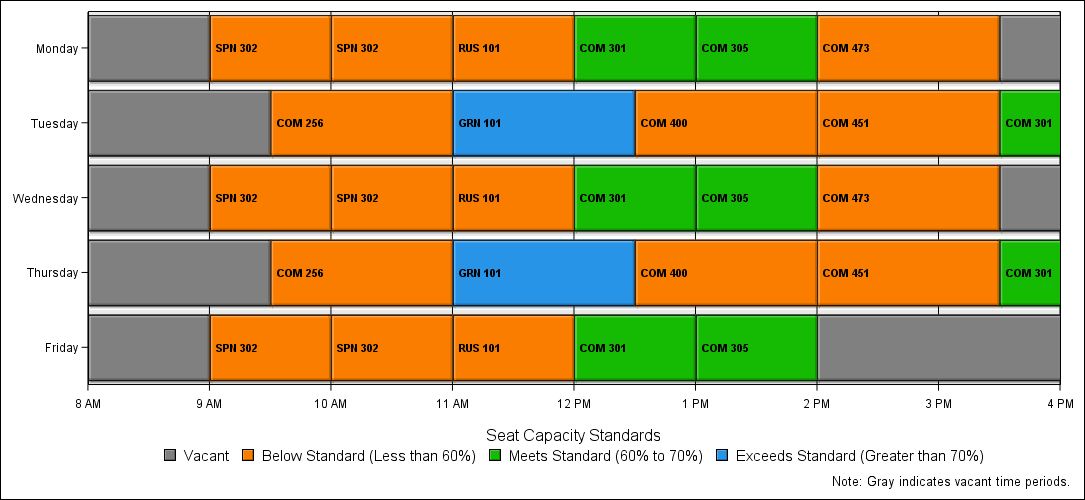 Monday SPN 302 SPN 302 RUS 101 COM 301 COM 305 COM 473
Tuesday COM 256 GRN 101 COM 400 COM 451 COM 301
Wednesday SPN 302 SPN 302 RUS 101 COM 301 COM 305 COM 473
Thursday COM 256 GRN 101 COM 400 COM 451 COM 301
Friday SPN 302 SPN 302 RUS 101 COM 301 COM 305
8 AM 9 AM 10 AM 11 AM 12 PM 1 PM 2 PM 3 PM 4 PM
Seat Capacity Standards
Vacant Below Standard (Less than 60%) Meets Standard (60% to 70%) Exceeds Standard (Greater than 70%)
Note: Gray indicates vacant time periods.